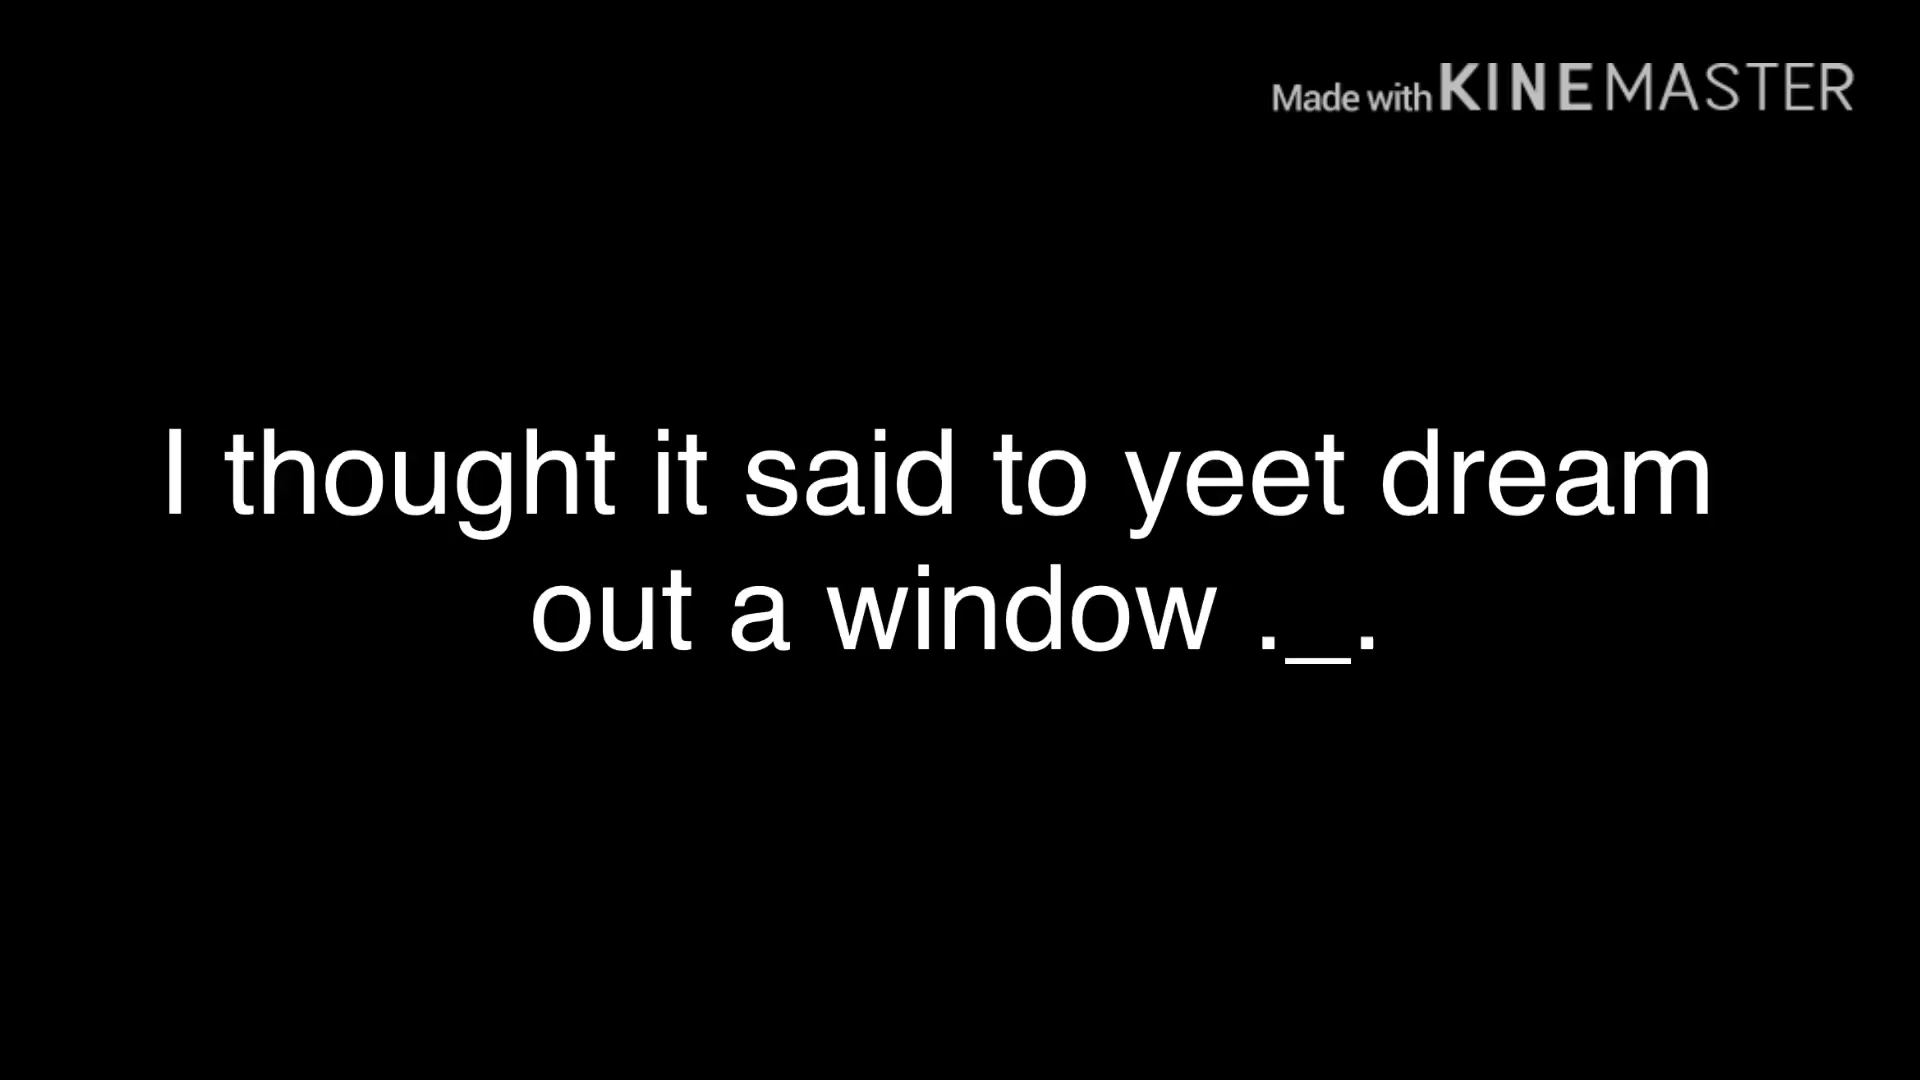 Made with KINEMASTER
I thought it said to yeet dream
out a window ._.